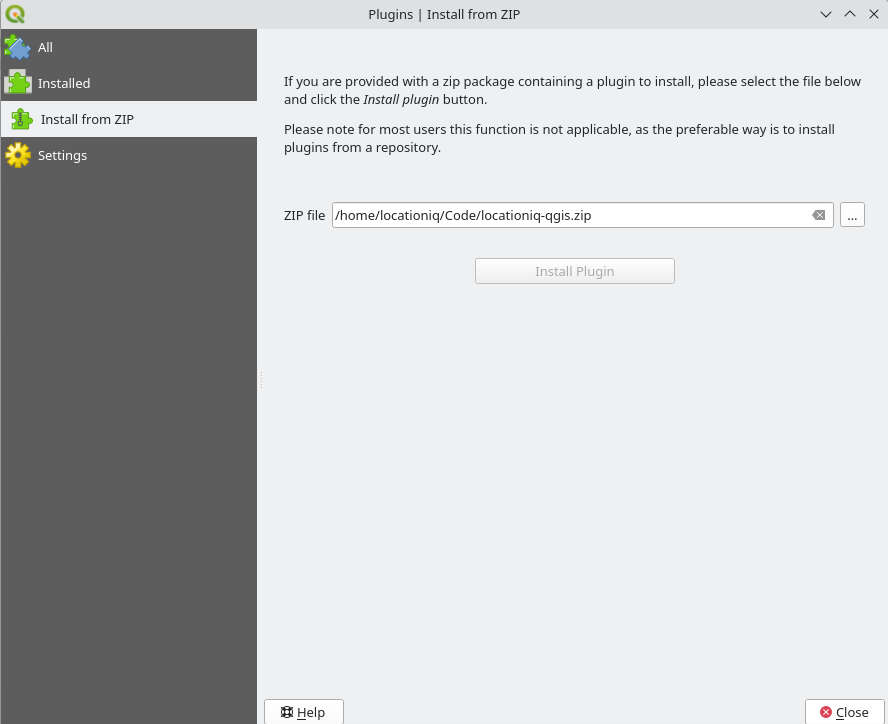 Plugins | Install from ZIP
All
Installed
Install from ZIP
Settings
If you are provided with a zip package containing a plugin to install, please select the file below
and click the Install plugin button.
Please note for most users this function is not applicable, as the preferable way is to install
plugins from a repository.
ZIP file /home/locationiq/Code/locationiq-qgis.zip ...
Install Plugin
Help
Close